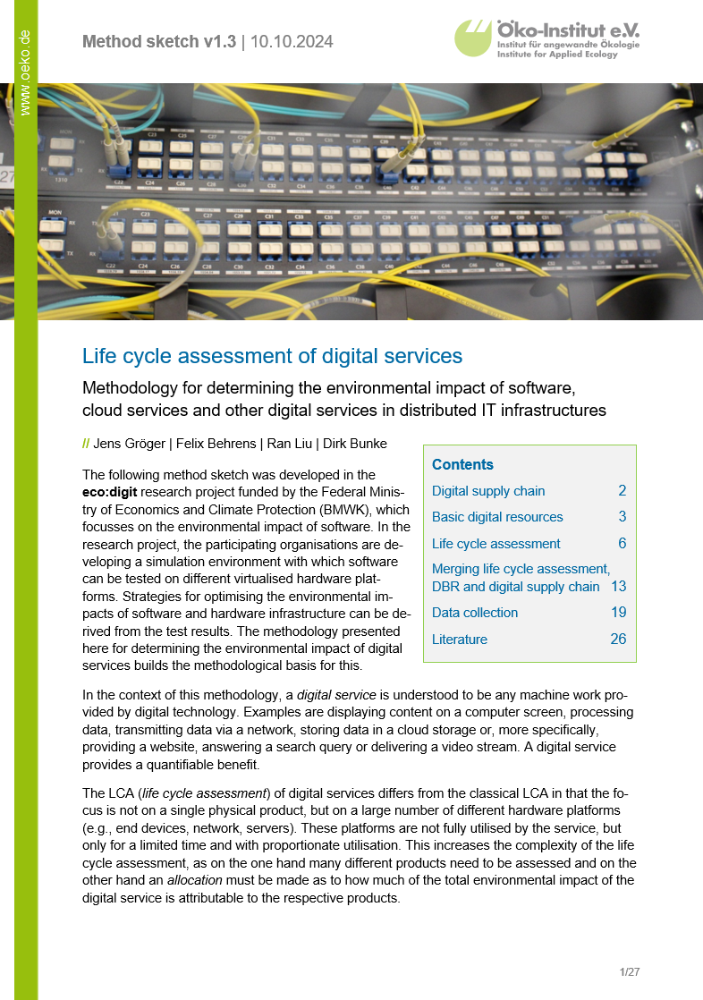 www.oeko.de
Method sketch v1.3 | 10.10.2024
Öko-Institut e.V.
Institut für angewandte Ökologie
Institute for Applied Ecology
Life cycle assessment of digital services
Methodology for determining the environmental impact of software,
cloud services and other digital services in distributed IT infrastructures
// Jens Gröger | Felix Behrens | Ran Liu | Dirk Bunke
The following method sketch was developed in the
eco:digit research project funded by the Federal Minis-
try of Economics and Climate Protection (BMWK), which
focusses on the environmental impact of software. In the
research project, the participating organisations are de-
veloping a simulation environment with which software
can be tested on different virtualised hardware plat-
forms. Strategies for optimising the environmental im-
pacts of software and hardware infrastructure can be de-
rived from the test results. The methodology presented
here for determining the environmental impact of digital
services builds the methodological basis for this.
Contents
Digital supply chain 2
Basic digital resources 3
Life cycle assessment 6
Merging life cycle assessment,
DBR and digital supply chain 13
Data collection 19
Literature 26
In the context of this methodology, a digital service is understood to be any machine work pro-
vided by digital technology. Examples are displaying content on a computer screen, processing
data, transmitting data via a network, storing data in a cloud storage or, more specifically,
providing a website, answering a search query or delivering a video stream. A digital service
provides a quantifiable benefit.
The LCA (life cycle assessment) of digital services differs from the classical LCA in that the fo-
cus is not on a single physical product, but on a large number of different hardware platforms
(e.g., end devices, network, servers). These platforms are not fully utilised by the service, but
only for a limited time and with proportionate utilisation. This increases the complexity of the life
cycle assessment, as on the one hand many different products need to be assessed and on the
other hand an allocation must be made as to how much of the total environmental impact of the
digital service is attributable to the respective products.
1/27